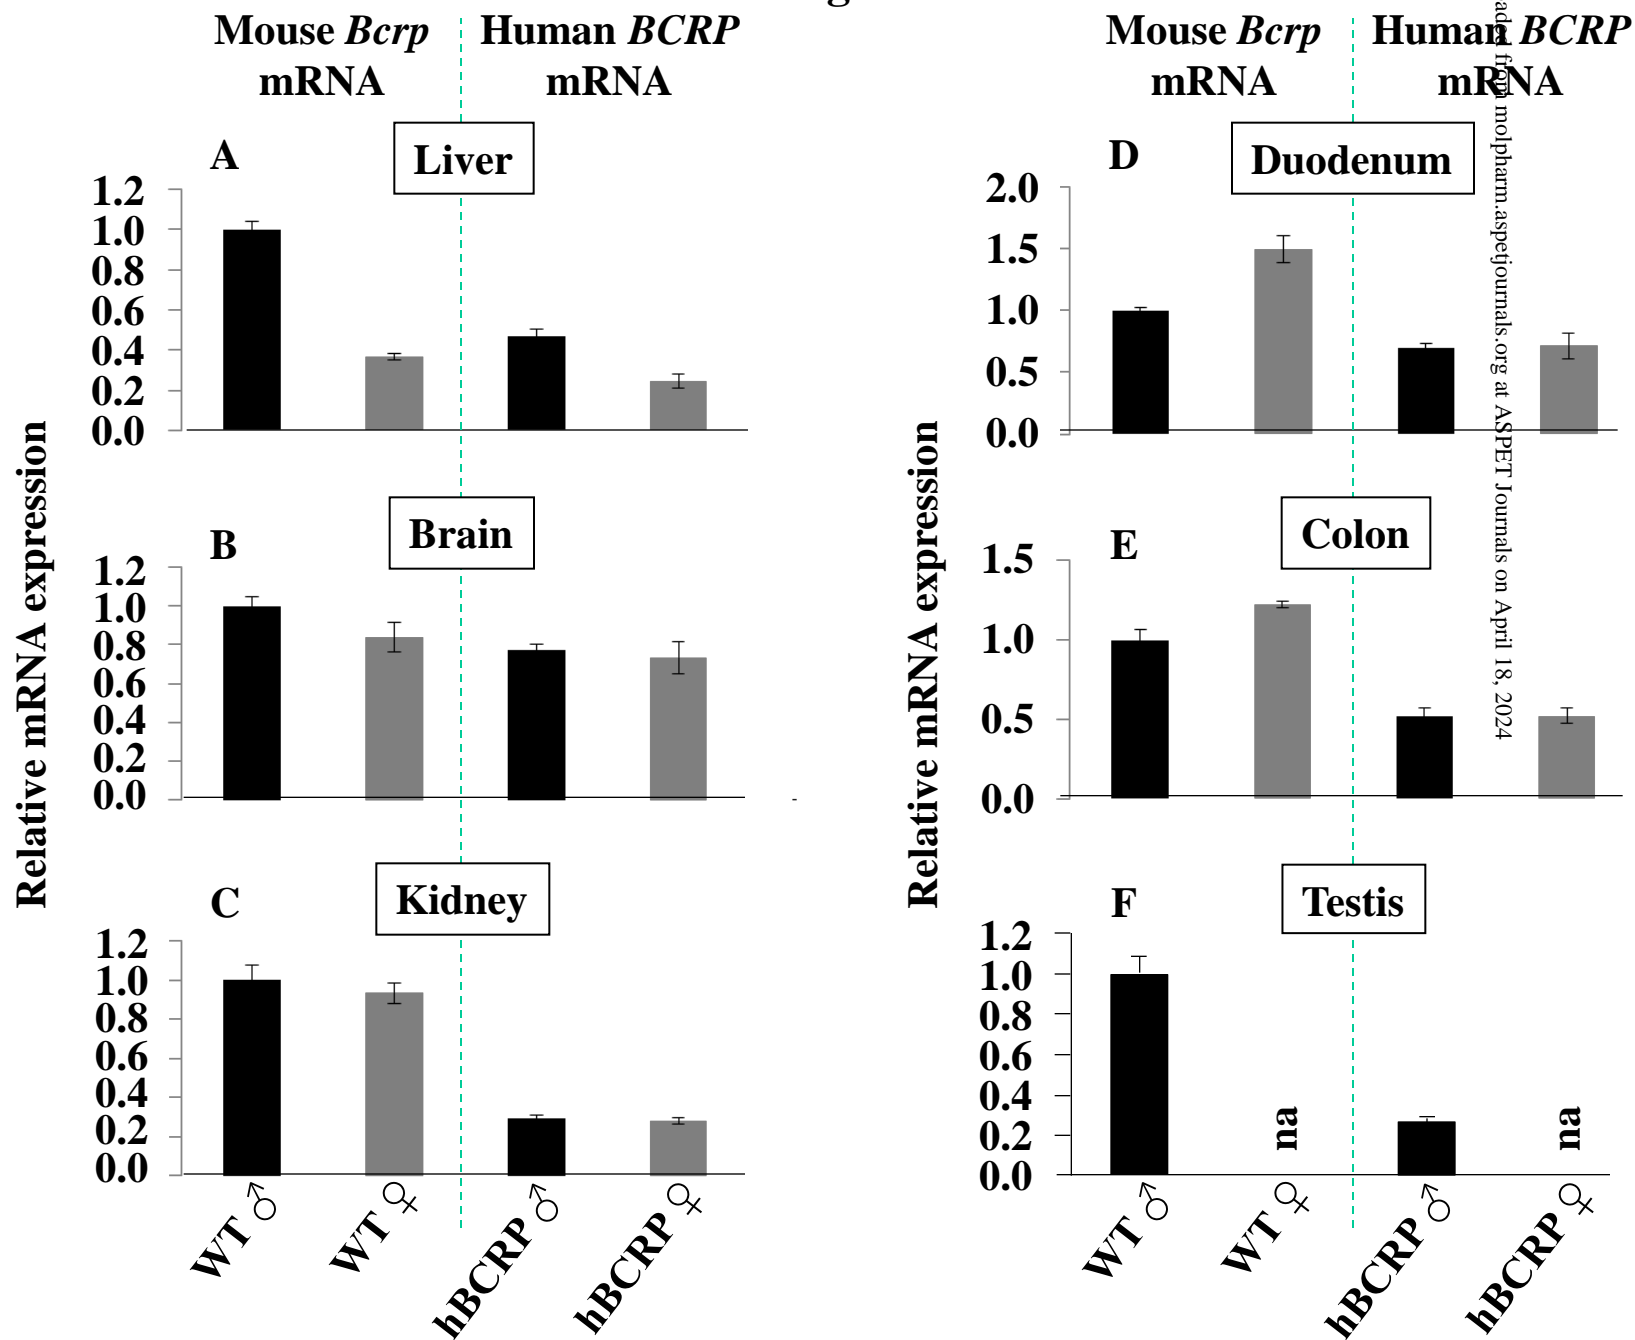 Mouse Bcrp mRNA
Human BCRP mRNA
A
Liver
1.2
1.0
0.8
0.6
0.4
0.2
0.0
B
Brain
1.2
1.0
0.8
0.6
0.4
0.2
0.0
C
Kidney
1.2
1.0
0.8
0.6
0.4
0.2
0.0
Relative mRNA expression
WT ♂
WT ♀
hBCRP ♂
hBCRP ♀
Mouse Bcrp mRNA
Human BCRP mRNA
D
Duodenum
2.0
1.5
1.0
0.5
0.0
E
Colon
1.5
1.0
0.5
0.0
F
Testis
1.2
1.0
0.8
0.6
0.4
0.2
0.0
na
na
Relative mRNA expression
WT ♂
WT ♀
hBCRP ♂
hBCRP ♀
from molpharm.aspetjournals.org at ASPET Journals on April 18, 2024